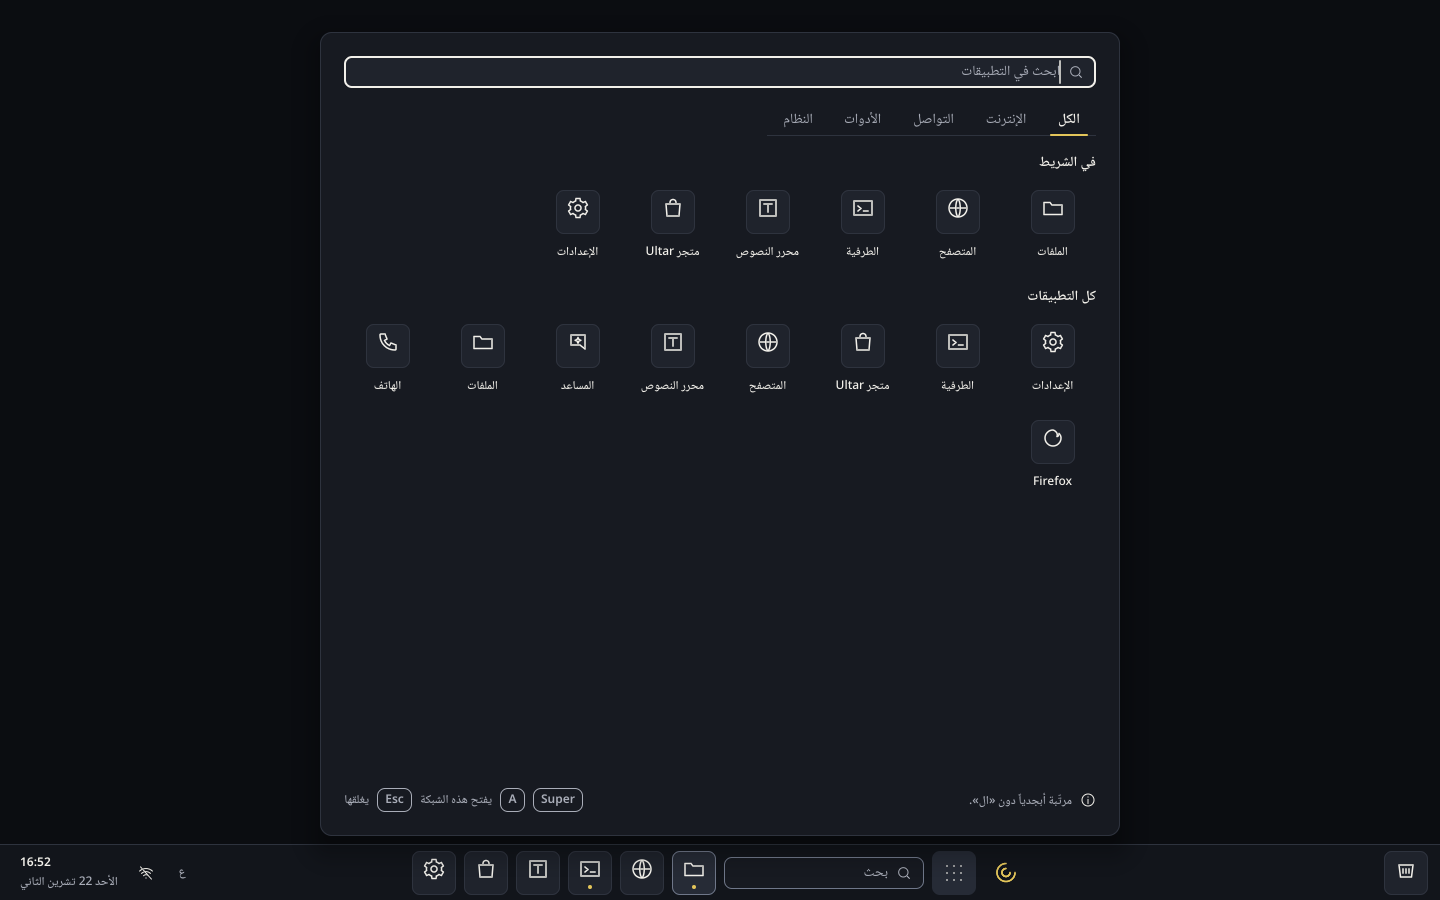 ابحث في التطبيقات
الكل الإنترنت التواصل الأدوات النظام
في الشريط
الملفات المتصفح الطرفية محرر النصوص متجر Ultar الإعدادات
كل التطبيقات
الإعدادات الطرفية متجر Ultar المتصفح محرر النصوص المساعد الملفات الهاتف
Firefox
مرتّبة أبجدياً دون «ال». Super A يفتح هذه الشبكة Esc يغلقها
بحث
ع
16:52
الأحد 22 تشرين الثاني